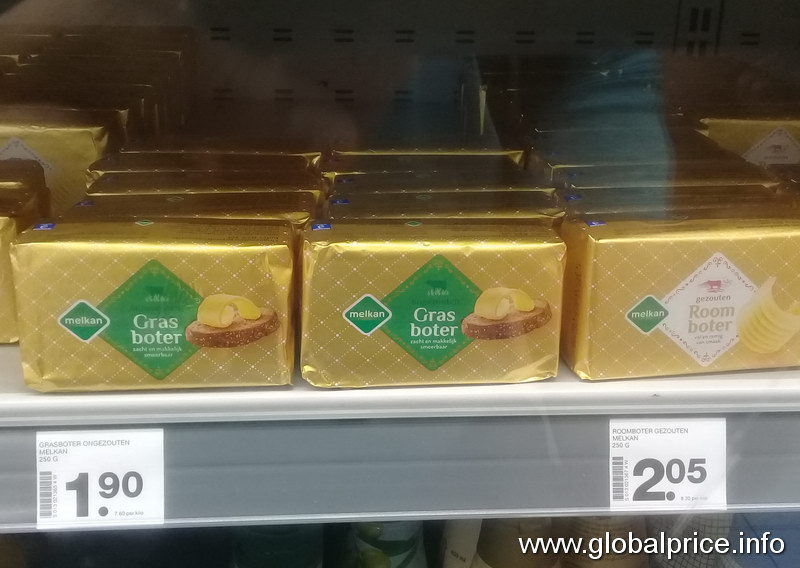 melkan
Gras
boter
zacht en makkelijk
smeerbaar
melkan
Gras
boter
zacht en makkelijk
smeerbaar
melkan
gezouten
Room
boter
GRASBOTER ONGEZOUTEN
MELKAN
250 G
1.90
7.60 per kilo
ROOMBOTER GEZOUTEN
MELKAN
250 G
2.05
8.20 per kilo
www.globalprice.info